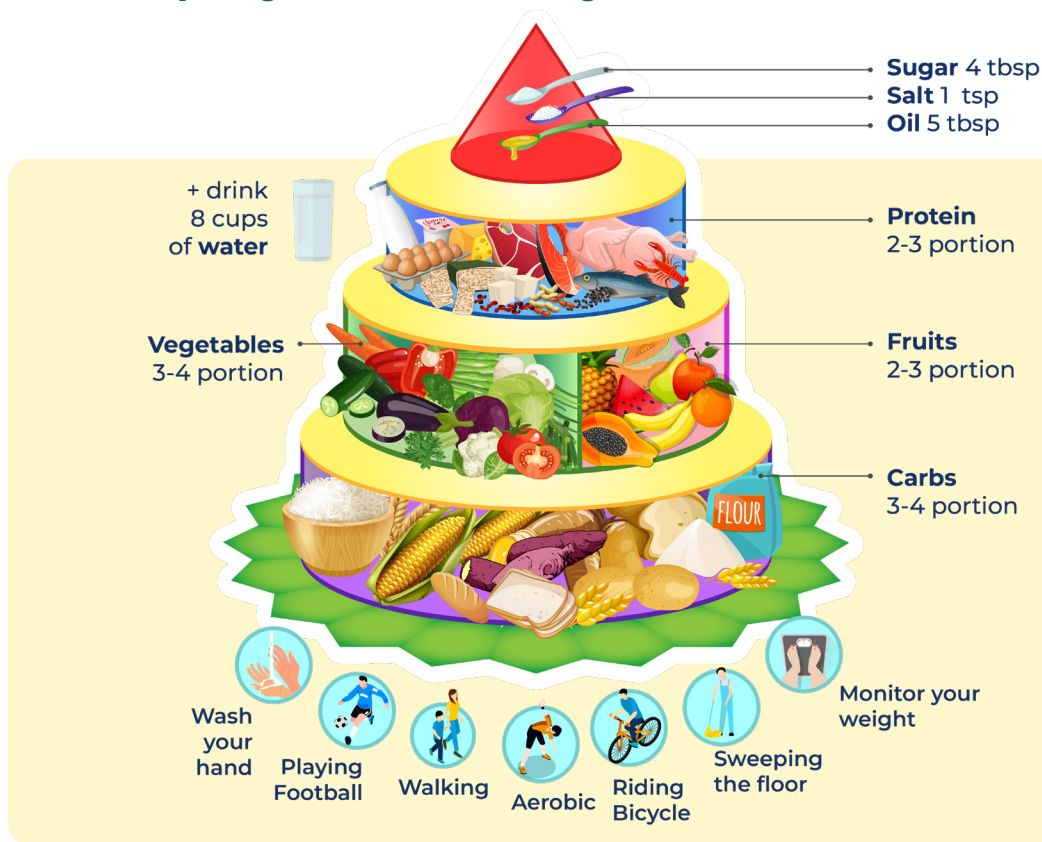 Sugar 4 tbsp
Salt 1 tsp
Oil 5 tbsp
+ drink
8 cups
of water
Protein
2-3 portion
Vegetables
3-4 portion
Fruits
2-3 portion
Carbs
3-4 portion
FLOUR
Wash
your
hand
Playing
Football
Walking
Aerobic
Riding
Bicycle
Sweeping
the floor
Monitor your
weight